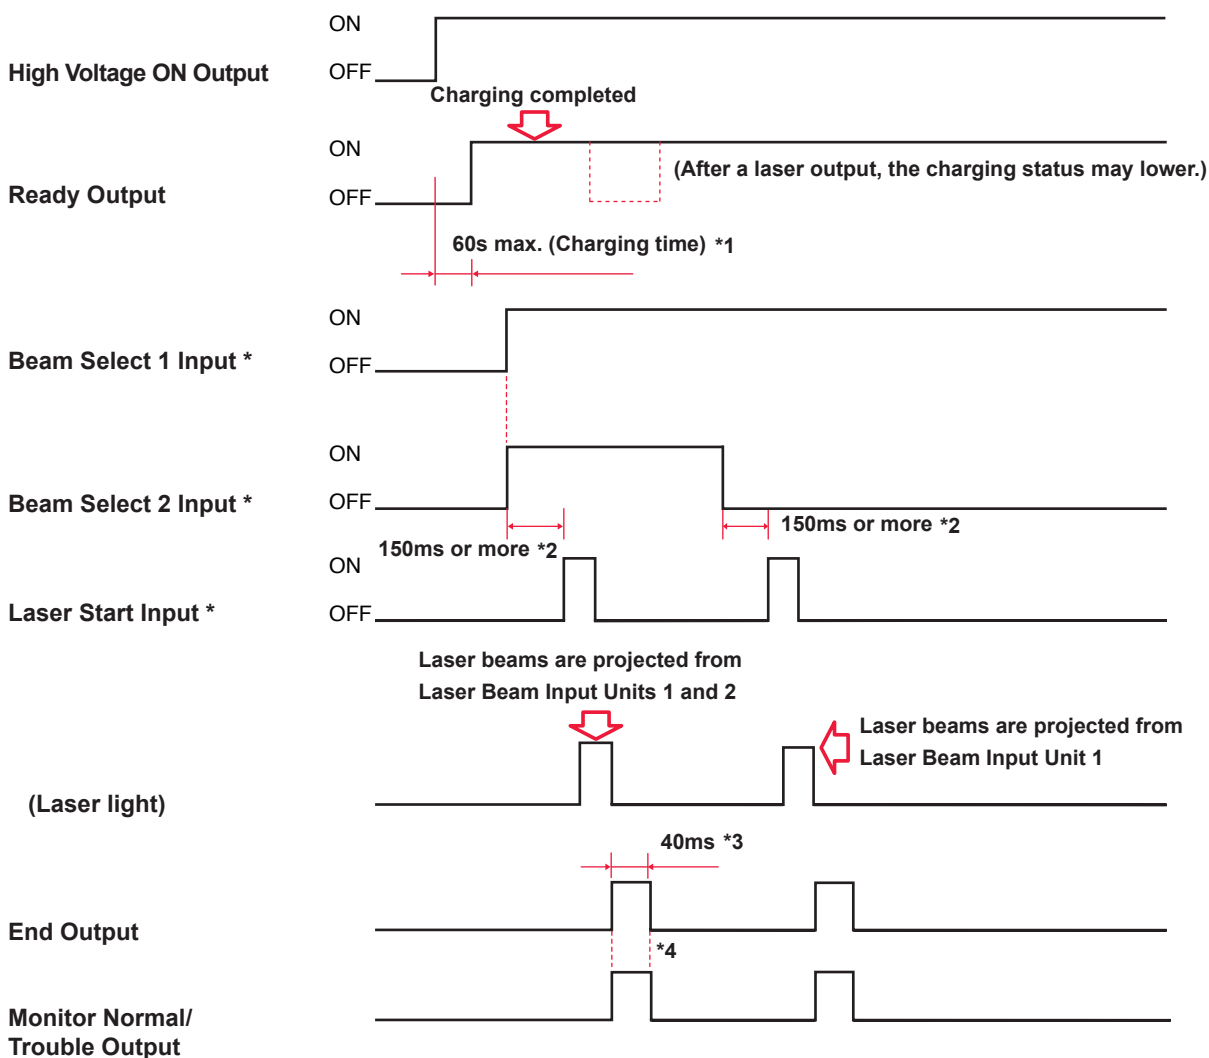 ON
High Voltage ON Output
OFF
Charging completed
ON
(After a laser output, the charging status may lower.)
Ready Output
OFF
60s max. (Charging time) *1
ON
Beam Select 1 Input *
OFF
ON
Beam Select 2 Input *
OFF
150ms or more *2
150ms or more *2
ON
Laser Start Input *
OFF
Laser beams are projected from
Laser Beam Input Units 1 and 2
Laser beams are projected from
Laser Beam Input Unit 1
(Laser light)
40ms *3
End Output
*4
Monitor Normal/
Trouble Output